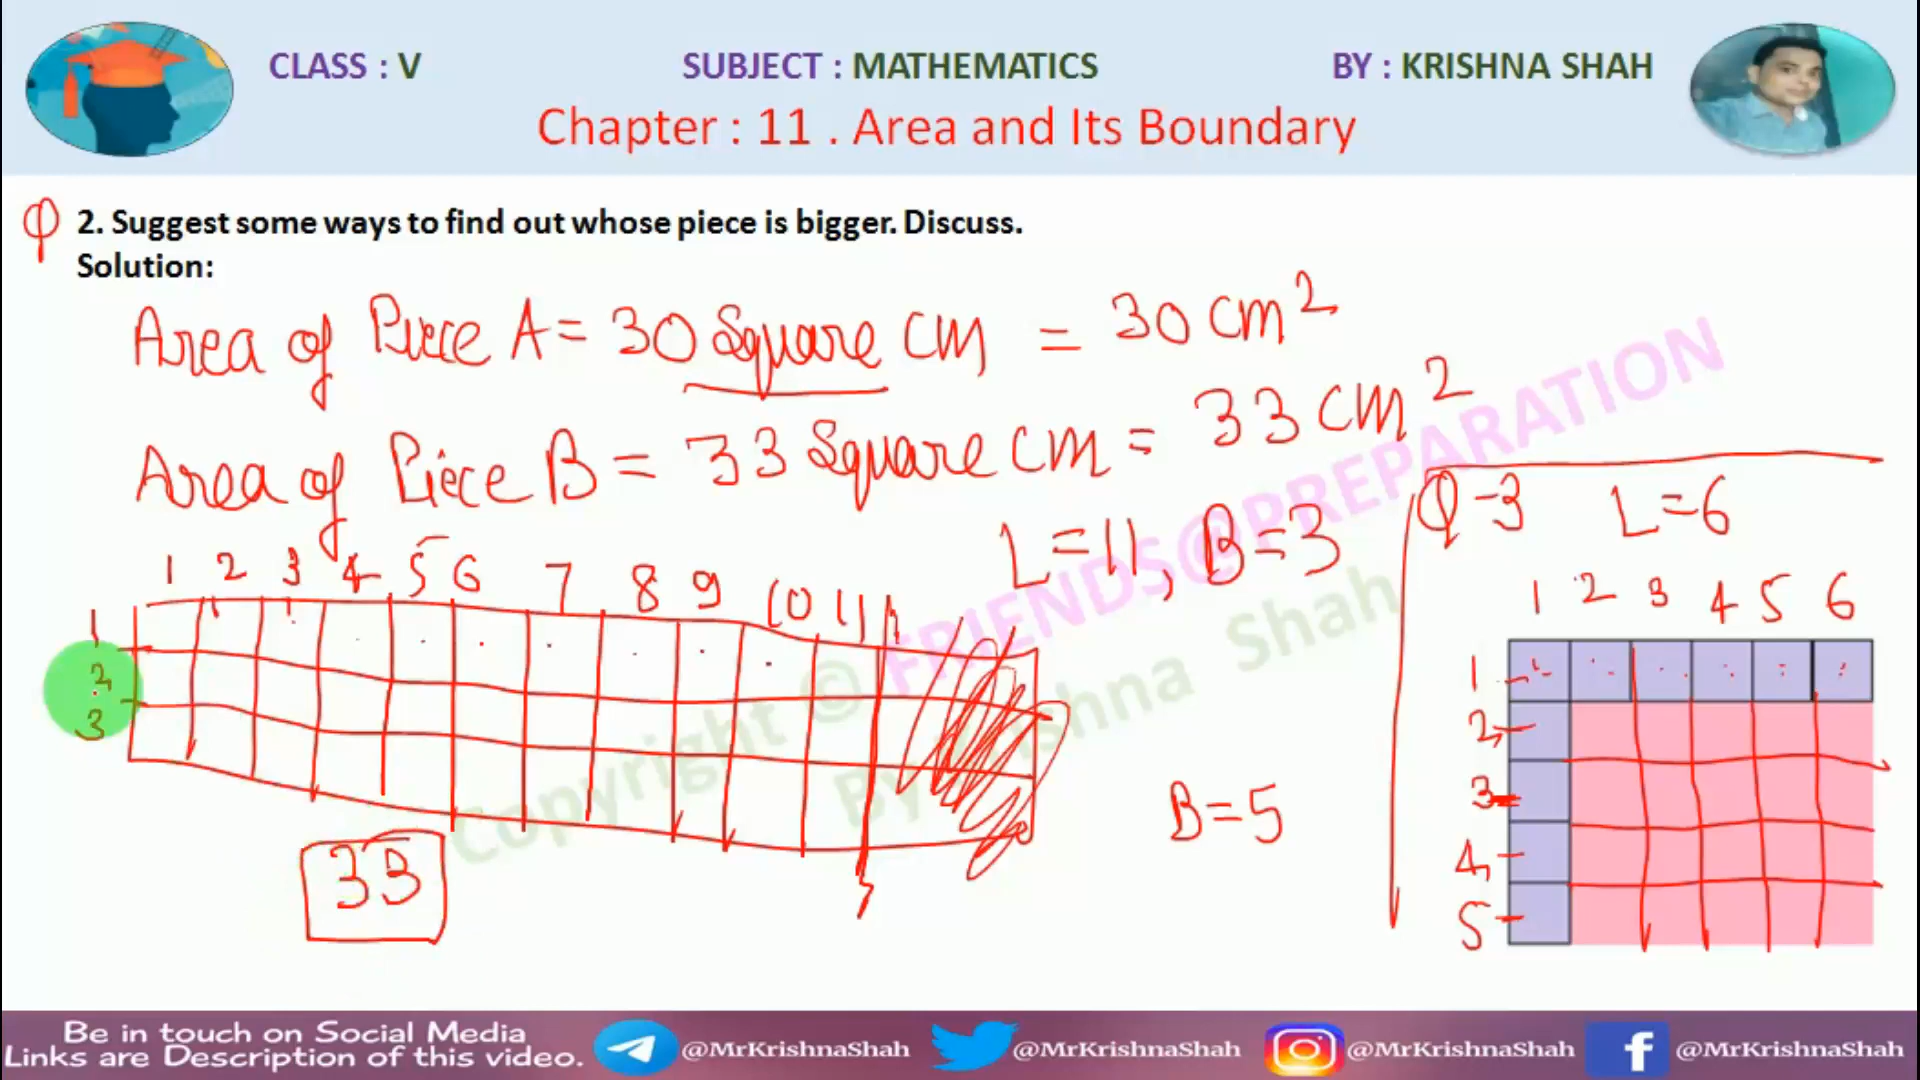 CLASS : V SUBJECT : MATHEMATICS BY : KRISHNA SHAH
Chapter : 11 . Area and Its Boundary
Q 2. Suggest some ways to find out whose piece is bigger. Discuss.
Solution:
Area of Piece A = 30 Square CM = 30 cm²
Area of Piece B = 33 Square CM = 33 cm²
L = 11, B = 3
1 2 3 4 5 6 7 8 9 10 11
1
2
3
33
B = 5
Q-3 L = 6
1 2 3 4 5 6
1
2
3
4
5
Copyright © FRIENDS@PREPARATION
By Krishna Shah
Be in touch on Social Media
Links are Description of this video.
@MrKrishnaShah @MrKrishnaShah @MrKrishnaShah @MrKrishnaShah